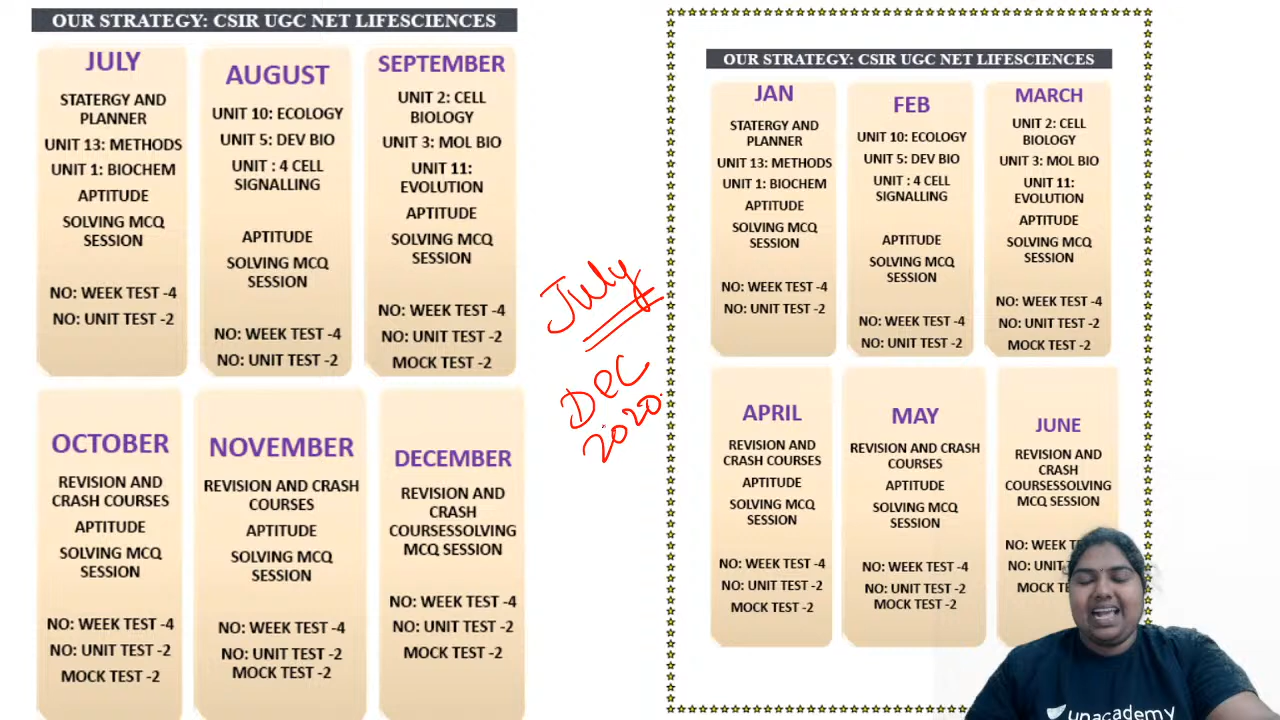 OUR STRATEGY: CSIR UGC NET LIFESCIENCES
JULY
STATERGY AND
PLANNER
UNIT 13: METHODS
UNIT 1: BIOCHEM
APTITUDE
SOLVING MCQ
SESSION
NO: WEEK TEST -4
NO: UNIT TEST -2
AUGUST
UNIT 10: ECOLOGY
UNIT 5: DEV BIO
UNIT : 4 CELL
SIGNALLING
APTITUDE
SOLVING MCQ
SESSION
NO: WEEK TEST -4
NO: UNIT TEST -2
SEPTEMBER
UNIT 2: CELL
BIOLOGY
UNIT 3: MOL BIO
UNIT 11:
EVOLUTION
APTITUDE
SOLVING MCQ
SESSION
NO: WEEK TEST -4
NO: UNIT TEST -2
MOCK TEST -2
OCTOBER
REVISION AND
CRASH COURSES
APTITUDE
SOLVING MCQ
SESSION
NO: WEEK TEST -4
NO: UNIT TEST -2
MOCK TEST -2
NOVEMBER
REVISION AND CRASH
COURSES
APTITUDE
SOLVING MCQ
SESSION
NO: WEEK TEST -4
NO: UNIT TEST -2
MOCK TEST -2
DECEMBER
REVISION AND
CRASH
COURSESSOLVING
MCQ SESSION
NO: WEEK TEST -4
NO: UNIT TEST -2
MOCK TEST -2
July
Dec
2020.
OUR STRATEGY: CSIR UGC NET LIFESCIENCES
JAN
STATERGY AND
PLANNER
UNIT 13: METHODS
UNIT 1: BIOCHEM
APTITUDE
SOLVING MCQ
SESSION
NO: WEEK TEST -4
NO: UNIT TEST -2
FEB
UNIT 10: ECOLOGY
UNIT 5: DEV BIO
UNIT : 4 CELL
SIGNALLING
APTITUDE
SOLVING MCQ
SESSION
NO: WEEK TEST -4
NO: UNIT TEST -2
MARCH
UNIT 2: CELL
BIOLOGY
UNIT 3: MOL BIO
UNIT 11:
EVOLUTION
APTITUDE
SOLVING MCQ
SESSION
NO: WEEK TEST -4
NO: UNIT TEST -2
MOCK TEST -2
APRIL
REVISION AND
CRASH COURSES
APTITUDE
SOLVING MCQ
SESSION
NO: WEEK TEST -4
NO: UNIT TEST -2
MOCK TEST -2
MAY
REVISION AND CRASH
COURSES
APTITUDE
SOLVING MCQ
SESSION
NO: WEEK TEST -4
NO: UNIT TEST -2
MOCK TEST -2
JUNE
REVISION AND
CRASH
COURSESSOLVING
MCQ SESSION
NO: WEEK
NO:
MOCK
unacademy